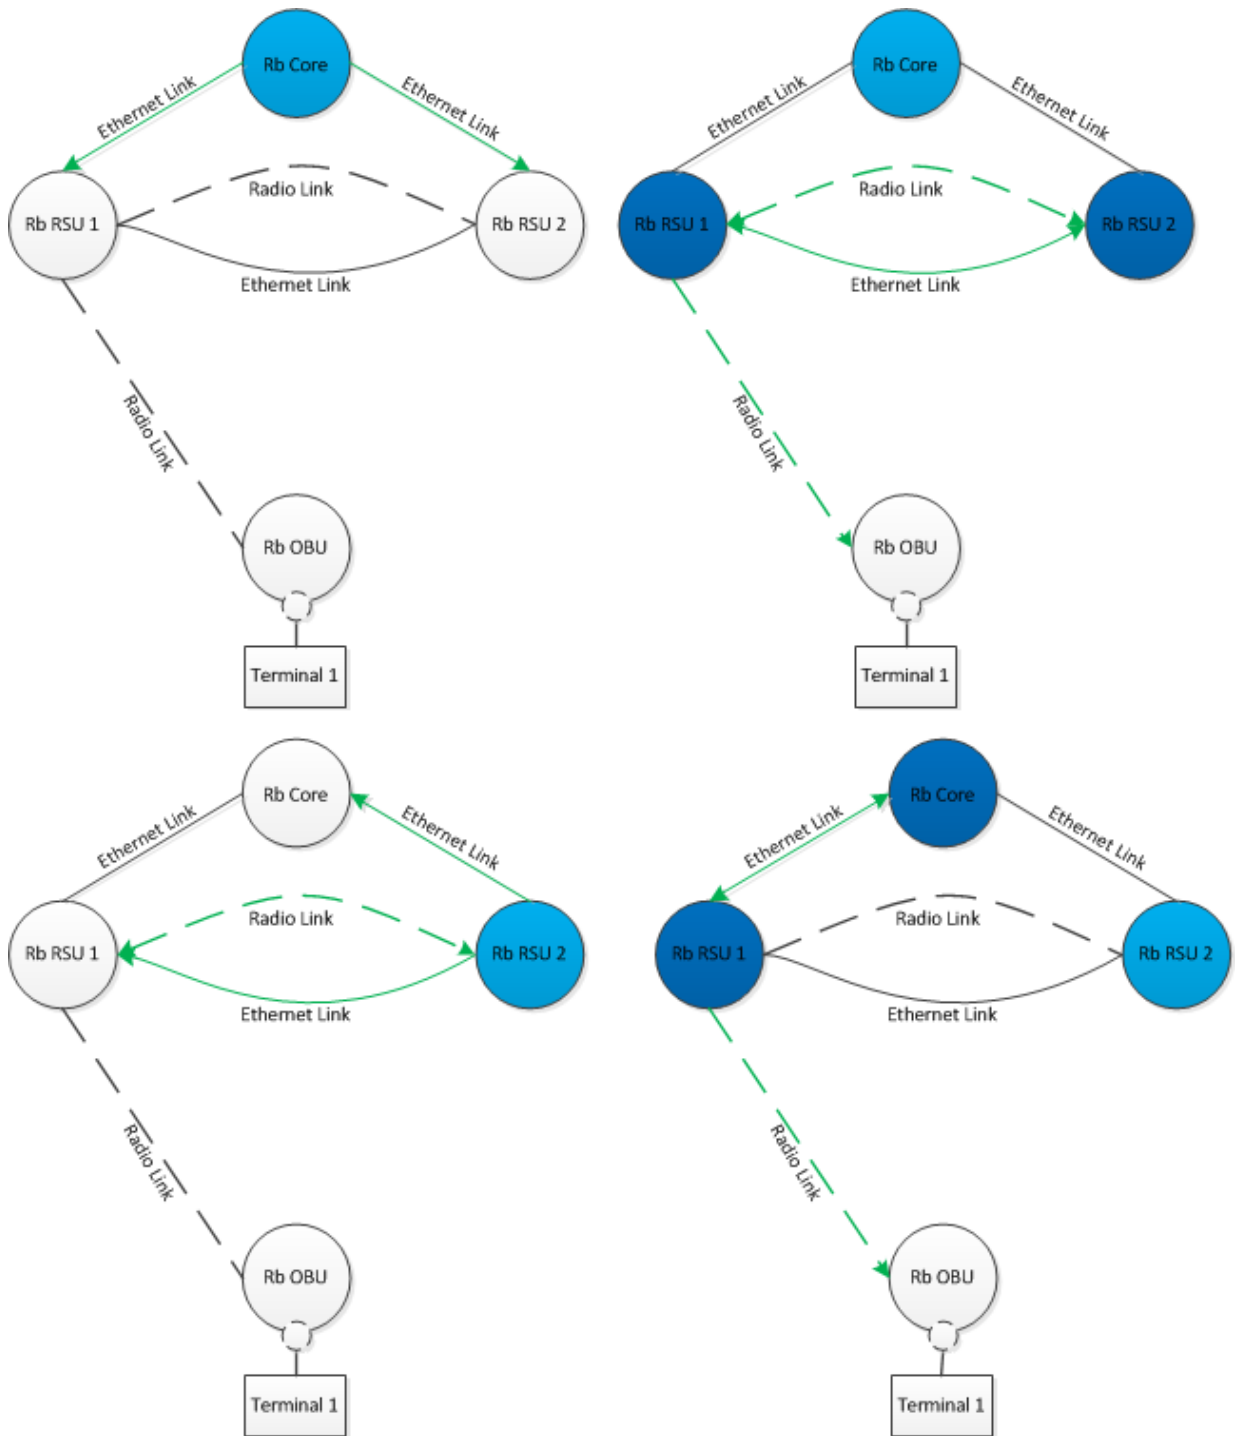 Rb Core
Ethernet Link
Ethernet Link
Radio Link
Rb RSU 1
Rb RSU 2
Ethernet Link
Radio Link
Rb OBU
Terminal 1
Rb Core
Ethernet Link
Ethernet Link
Radio Link
Rb RSU 1
Rb RSU 2
Ethernet Link
Radio Link
Rb OBU
Terminal 1
Rb Core
Ethernet Link
Ethernet Link
Radio Link
Rb RSU 1
Rb RSU 2
Ethernet Link
Radio Link
Rb OBU
Terminal 1
Rb Core
Ethernet Link
Ethernet Link
Radio Link
Rb RSU 1
Rb RSU 2
Ethernet Link
Radio Link
Rb OBU
Terminal 1